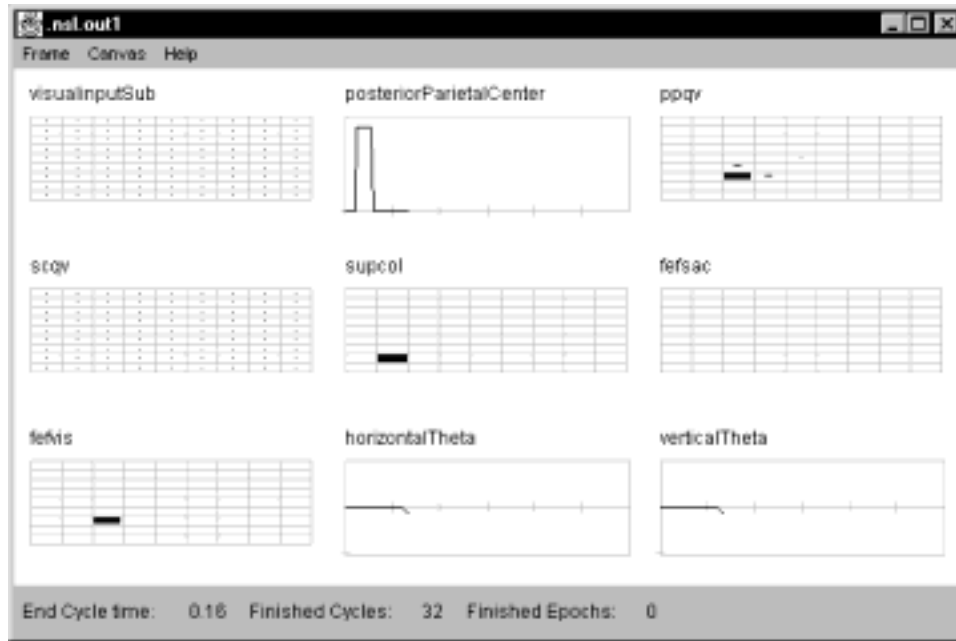 .nsl.out1
Frame Canvas Help
visualinputSub posteriorParietalCenter ppqv
scqv supcol fefsac
fefvis horizontalTheta verticalTheta
End Cycle time: 0.16 Finished Cycles: 32 Finished Epochs: 0